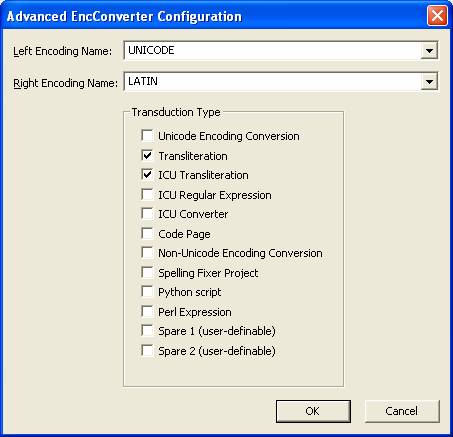 Advanced EncConverter Configuration
Left Encoding Name: UNICODE
Right Encoding Name: LATIN
Transduction Type
Unicode Encoding Conversion
Transliteration
ICU Transliteration
ICU Regular Expression
ICU Converter
Code Page
Non-Unicode Encoding Conversion
Spelling Fixer Project
Python script
Perl Expression
Spare 1 (user-definable)
Spare 2 (user-definable)
OK Cancel